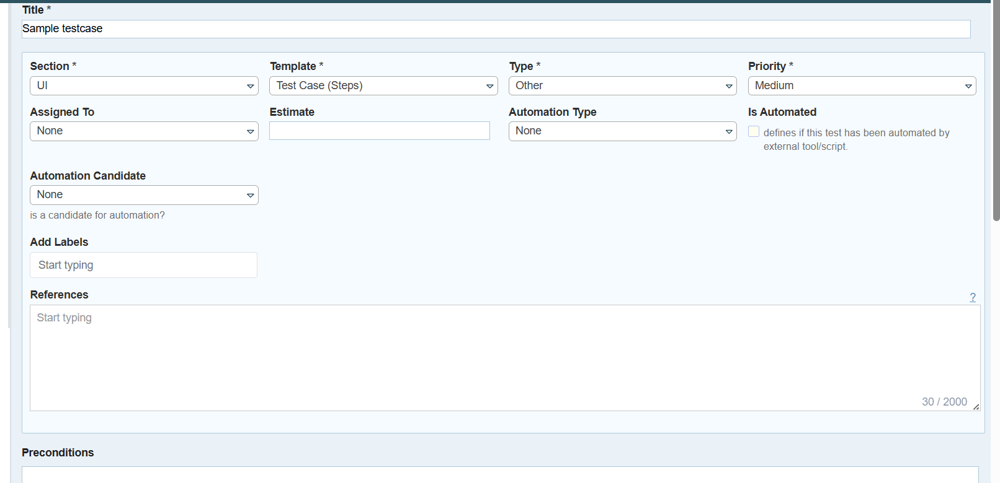 Title *
Sample testcase
Section * Template * Type * Priority *
UI Test Case (Steps) Other Medium
Assigned To Estimate Automation Type Is Automated
None None defines if this test has been automated by
external tool/script.
Automation Candidate
None
is a candidate for automation?
Add Labels
Start typing
References ?
Start typing
30 / 2000
Preconditions